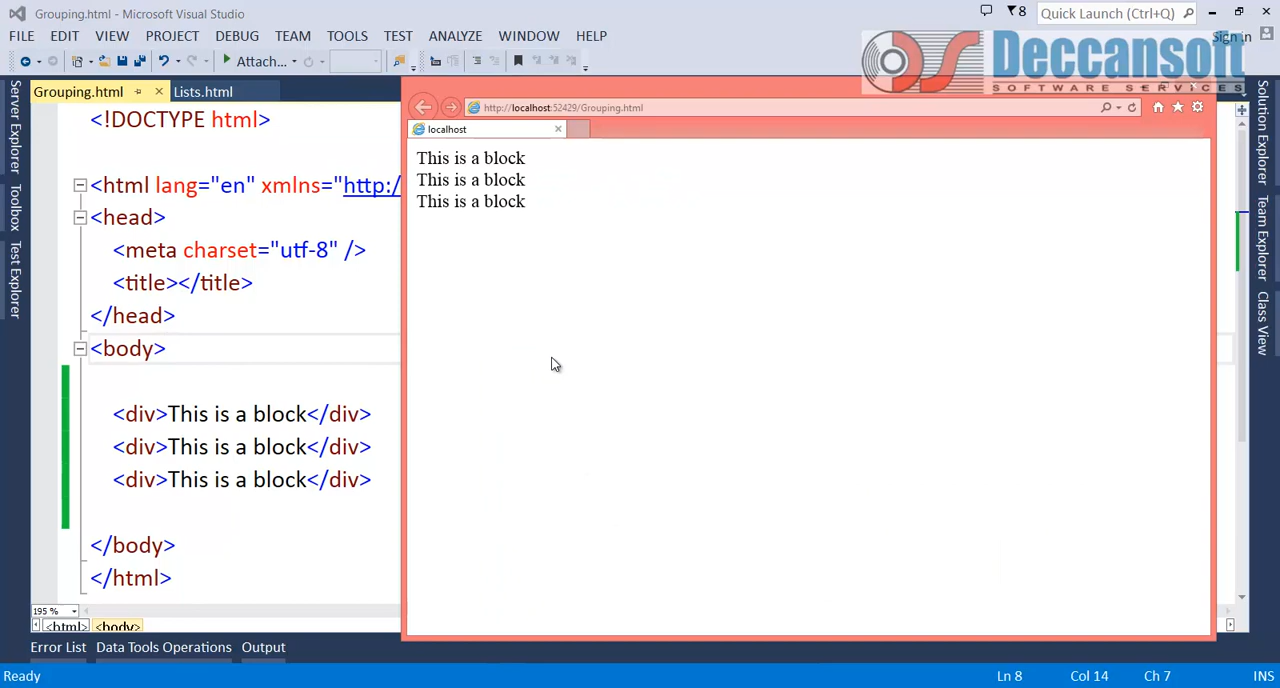 Grouping.html - Microsoft Visual Studio
8
Quick Launch (Ctrl+Q)
FILE EDIT VIEW PROJECT DEBUG TEAM TOOLS TEST ANALYZE WINDOW HELP
Sign in
Deccansoft
SOFTWARE SERVICES
Attach...
Grouping.html
Lists.html
http://localhost:52429/Grouping.html
localhost
This is a block
This is a block
This is a block
<!DOCTYPE html>
<html lang="en" xmlns="http:/
<head>
<meta charset="utf-8" />
<title></title>
</head>
<body>
<div>This is a block</div>
<div>This is a block</div>
<div>This is a block</div>
</body>
</html>
195 %
<html> <body>
Server Explorer
Toolbox
Test Explorer
Solution Explorer
Team Explorer
Class View
Error List Data Tools Operations Output
Ready
Ln 8 Col 14 Ch 7 INS